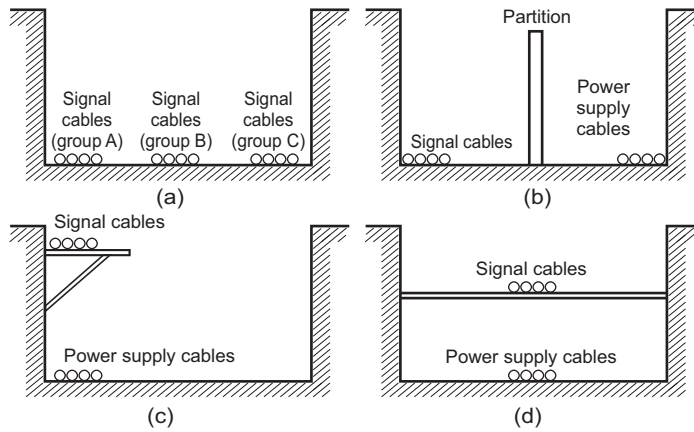 Signal
cables
(group A)
Signal
cables
(group B)
Signal
cables
(group C)
(a)
Partition
Signal cables
Power
supply
cables
(b)
Signal cables
Power supply cables
(c)
Signal cables
Power supply cables
(d)